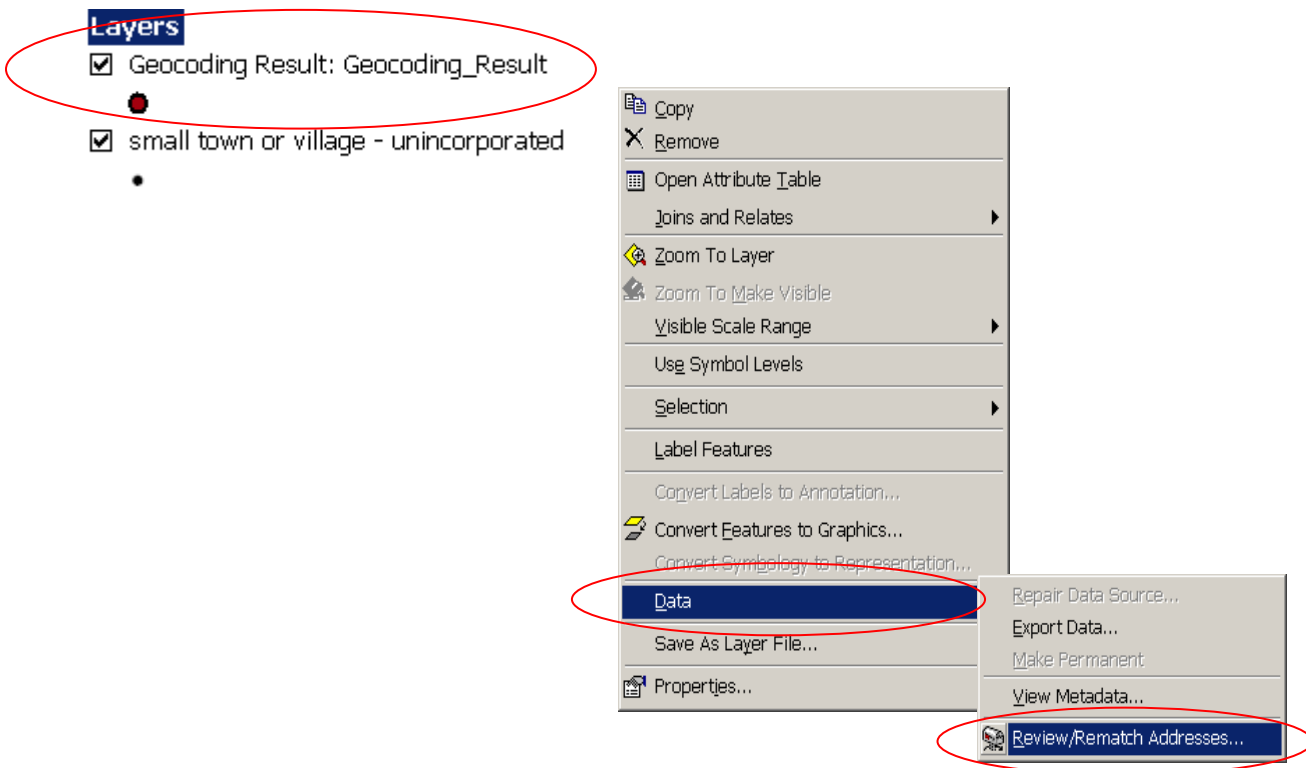 Layers
Geocoding Result: Geocoding_Result
small town or village - unincorporated
Copy
Remove
Open Attribute Table
Joins and Relates
Zoom To Layer
Zoom To Make Visible
Visible Scale Range
Use Symbol Levels
Selection
Label Features
Convert Labels to Annotation...
Convert Features to Graphics...
Convert Symbology to Representation...
Data
Save As Layer File...
Properties...
Repair Data Source...
Export Data...
Make Permanent
View Metadata...
Review/Rematch Addresses...